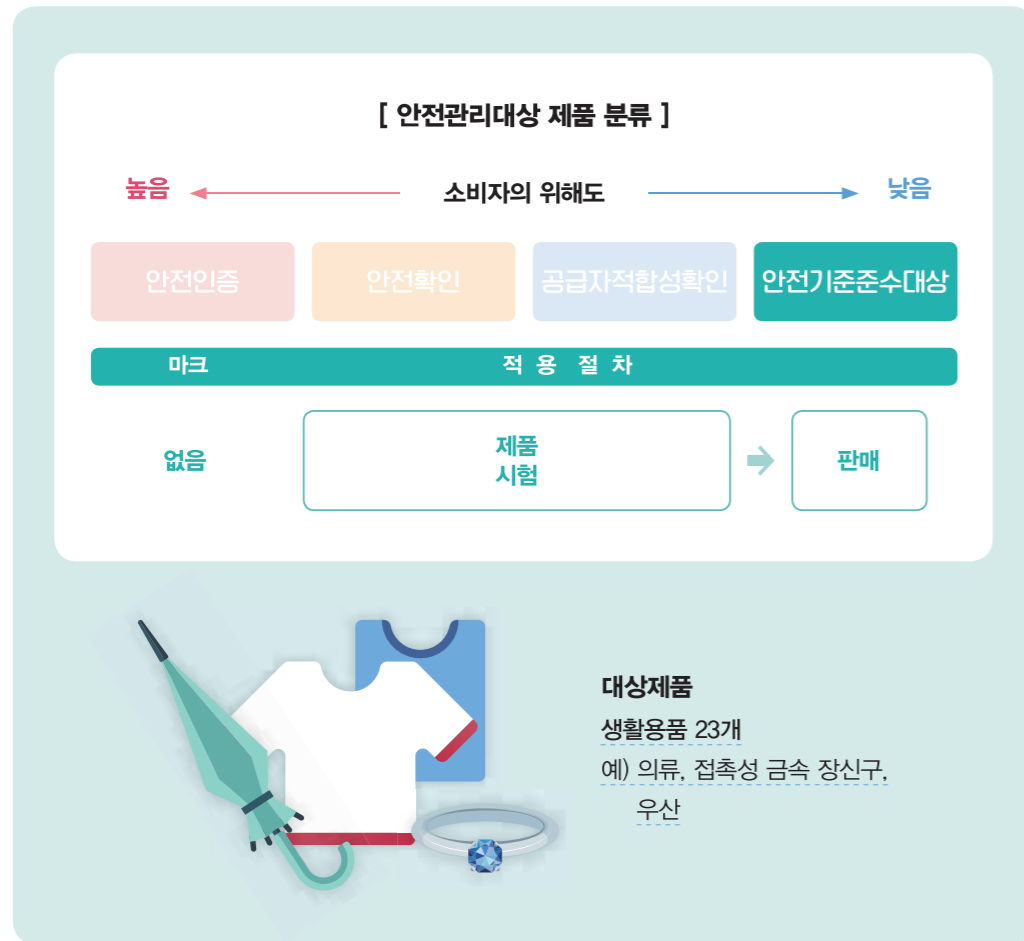 [ 안전관리대상 제품 분류 ]
높음 소비자의 위해도 낮음
안전인증 안전확인 공급자적합성확인 안전기준준수대상
마크 적 용 절 차
없음
제품
시험
판매
대상제품
생활용품 23개
예) 의류, 접촉성 금속 장신구,
우산